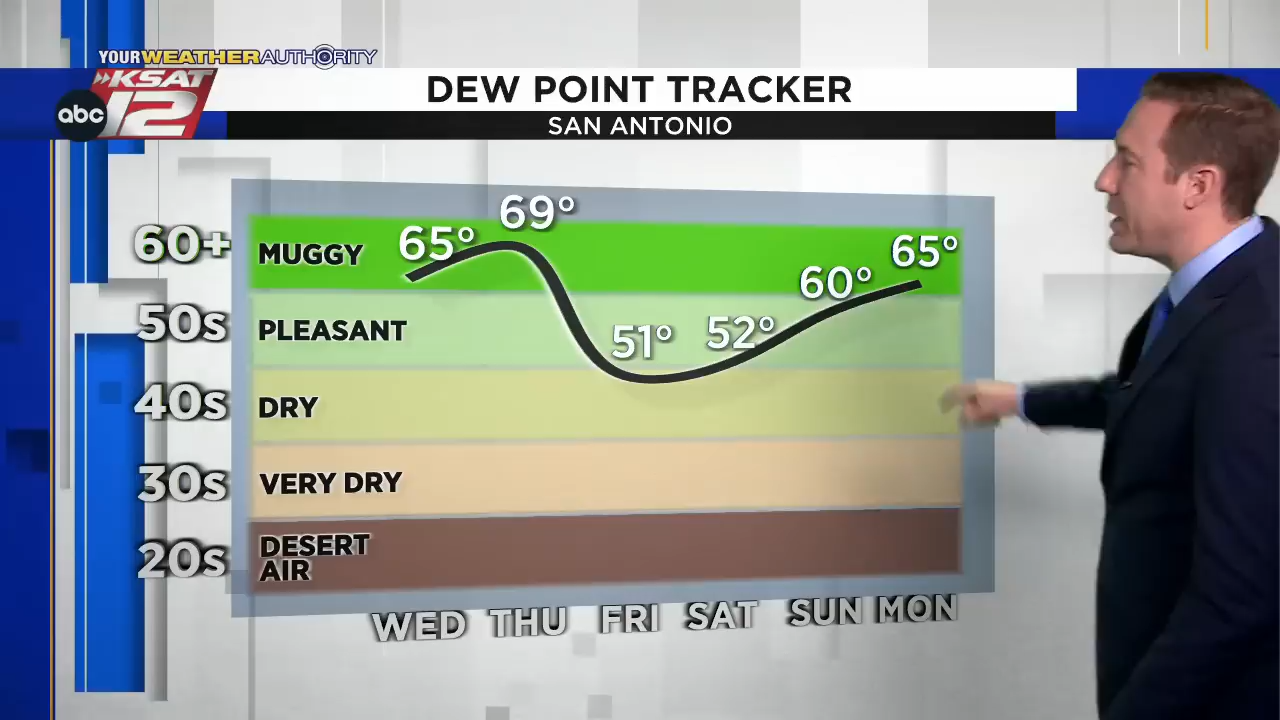 YOUR WEATHER AUTHORITY
KSAT
abc 12
DEW POINT TRACKER
SAN ANTONIO
60+ MUGGY 65° 69° 60° 65°
50s PLEASANT 51° 52°
40s DRY
30s VERY DRY
20s DESERT AIR
WED THU FRI SAT SUN MON